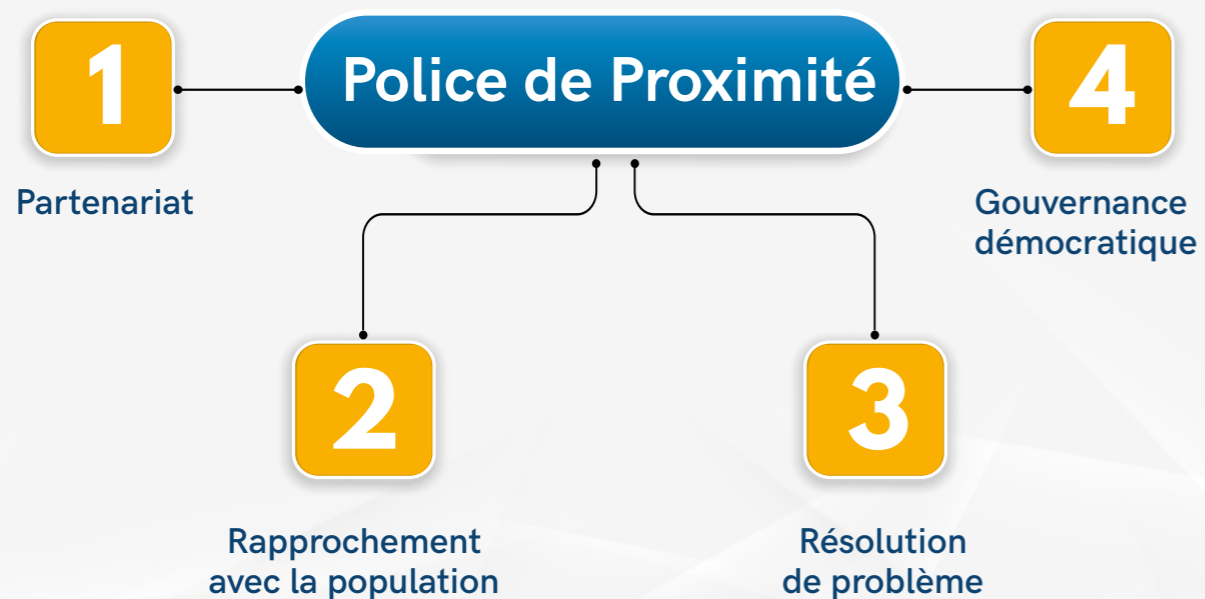 Police de Proximité
1
Partenariat
2
Rapprochement
avec la population
3
Résolution
de problème
4
Gouvernance
démocratique